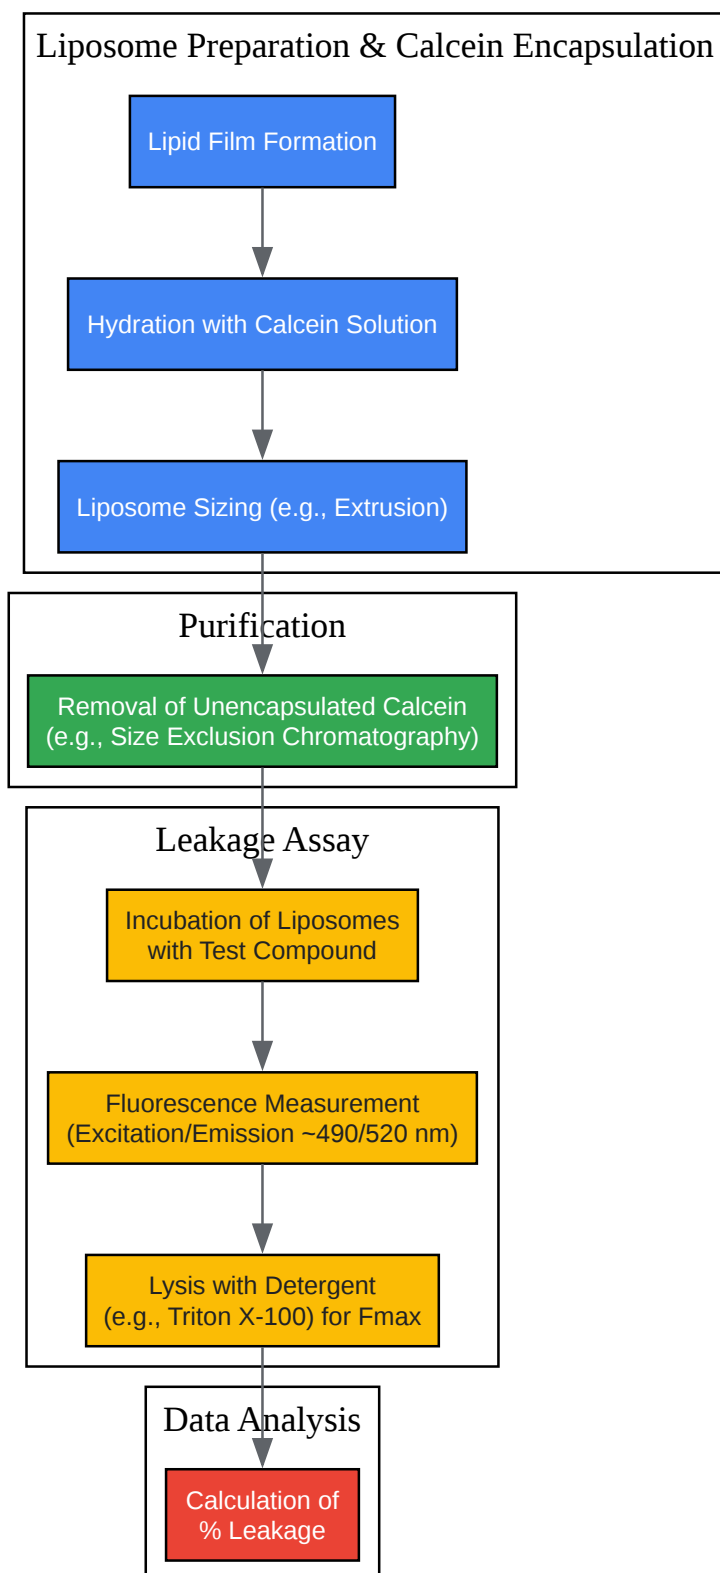 Liposome Preparation & Calcein Encapsulation
Lipid Film Formation
Hydration with Calcein Solution
Liposome Sizing (e.g., Extrusion)
Purification
Removal of Unencapsulated Calcein
(e.g., Size Exclusion Chromatography)
Leakage Assay
Incubation of Liposomes
with Test Compound
Fluorescence Measurement
(Excitation/Emission ~490/520 nm)
Lysis with Detergent
(e.g., Triton X-100) for Fmax
Data Analysis
Calculation of
% Leakage